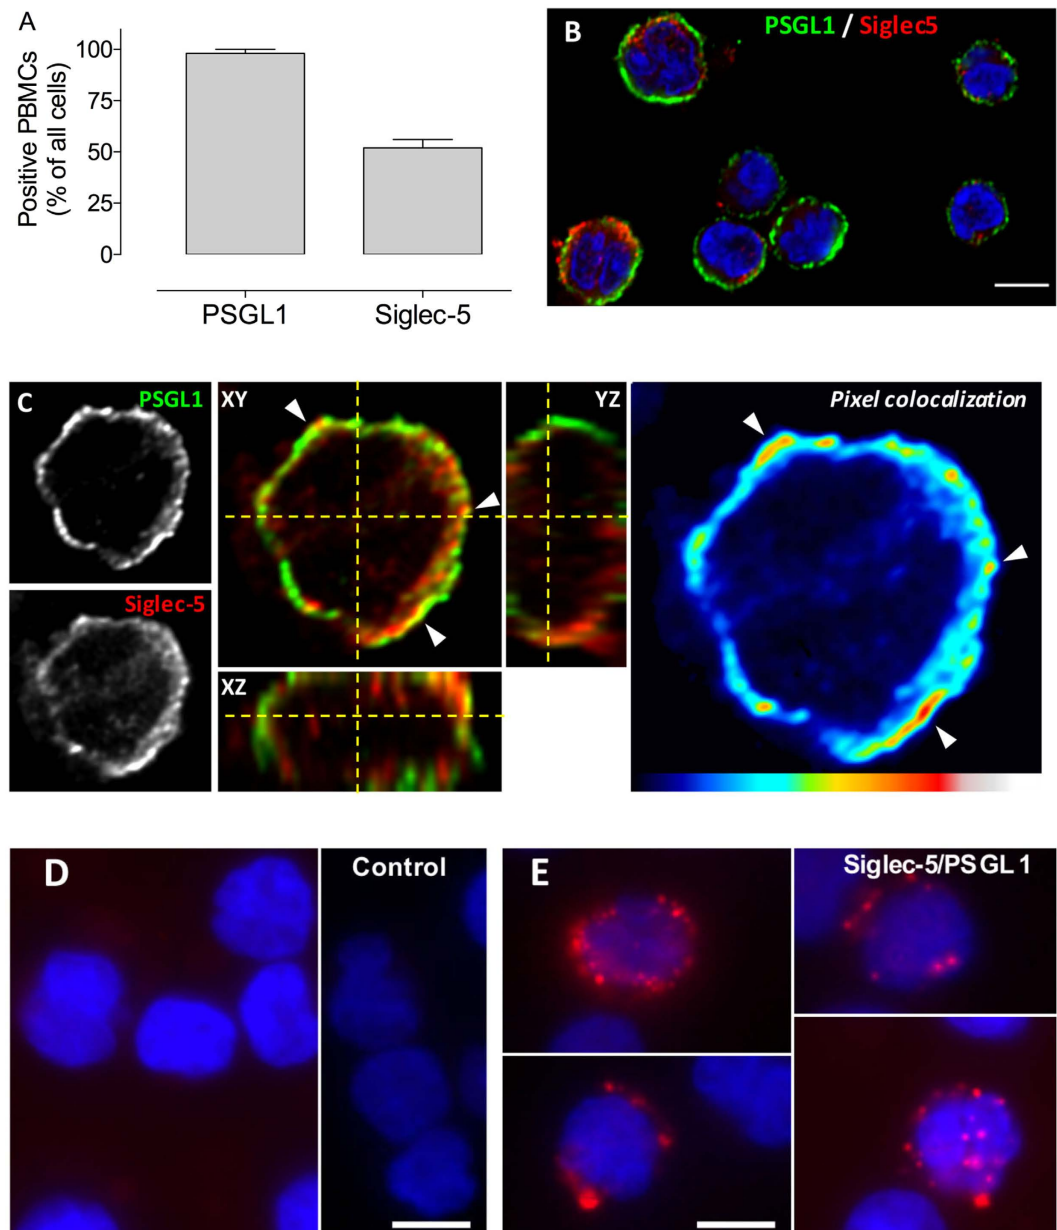 A
Positive PBMCs
(% of all cells)
100
75
50
25
0
PSGL1
Siglec-5
B
PSGL1 / Siglec5
C
PSGL1
Siglec-5
XY
YZ
XZ
Pixel colocalization
D
Control
E
Siglec-5/PSGL1